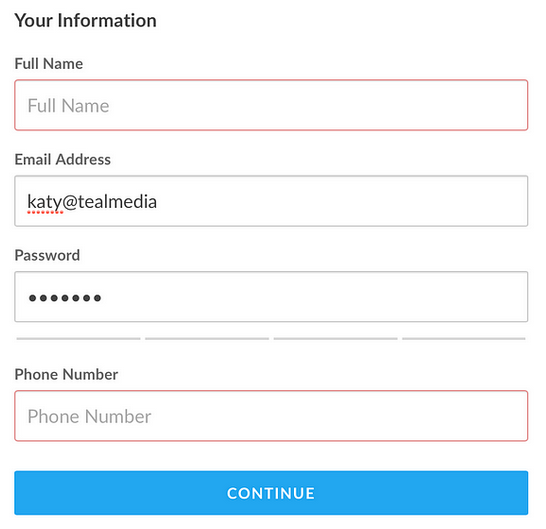 Your Information
Full Name
Full Name
Email Address
katy@tealmedia
Password
•••••••
Phone Number
Phone Number
CONTINUE